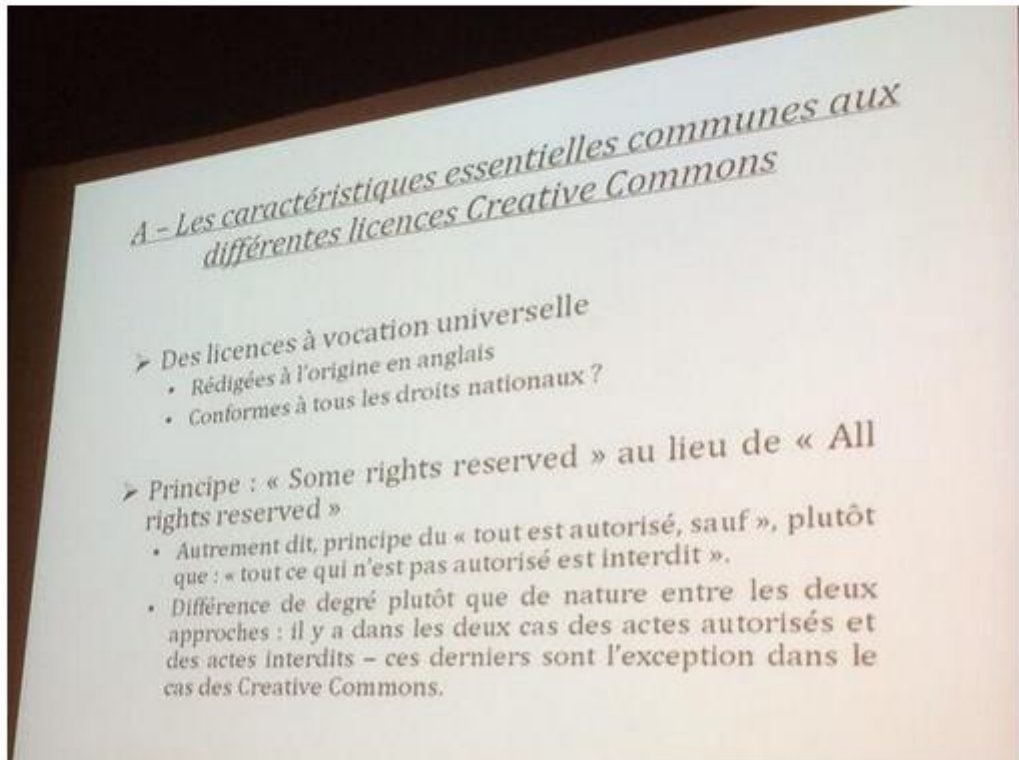 A – Les caractéristiques essentielles communes aux
différentes licences Creative Commons
➢ Des licences à vocation universelle
• Rédigées à l'origine en anglais
• Conformes à tous les droits nationaux ?
➢ Principe : « Some rights reserved » au lieu de « All
rights reserved »
• Autrement dit, principe du « tout est autorisé, sauf », plutôt
que : « tout ce qui n'est pas autorisé est interdit ».
• Différence de degré plutôt que de nature entre les deux
approches : il y a dans les deux cas des actes autorisés et
des actes interdits – ces derniers sont l'exception dans le
cas des Creative Commons.